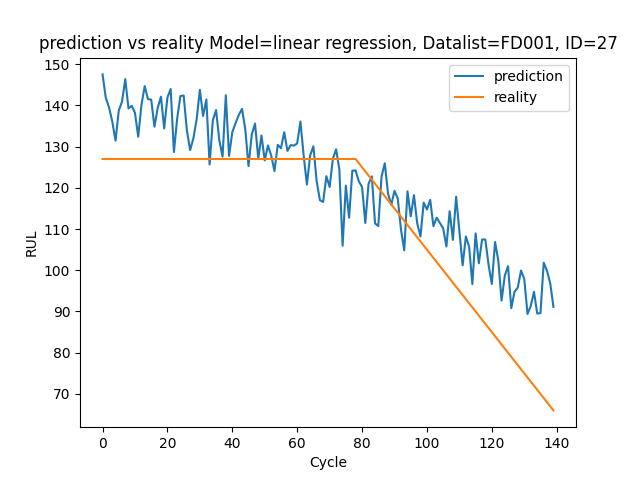 prediction vs reality Model=linear regression, Datalist=FD001, ID=27
prediction
reality
RUL
150
140
130
120
110
100
90
80
70
0 20 40 60 80 100 120 140
Cycle